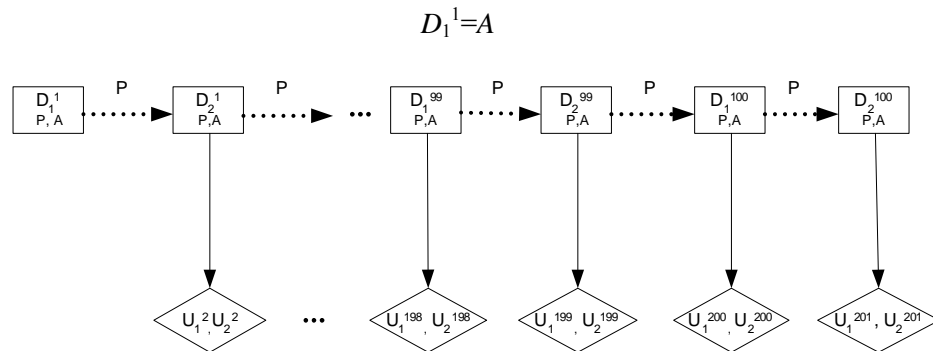 D₁¹=A
P P P P P
D₁¹ D₂¹ ... D₁⁹⁹ D₂⁹⁹ D₁¹⁰⁰ D₂¹⁰⁰
P, A P,A P,A P,A P,A P,A
U₁²,U₂² ... U₁¹⁹⁸, U₂¹⁹⁸ U₁¹⁹⁹, U₂¹⁹⁹ U₁²⁰⁰, U₂²⁰⁰ U₁²⁰¹, U₂²⁰¹